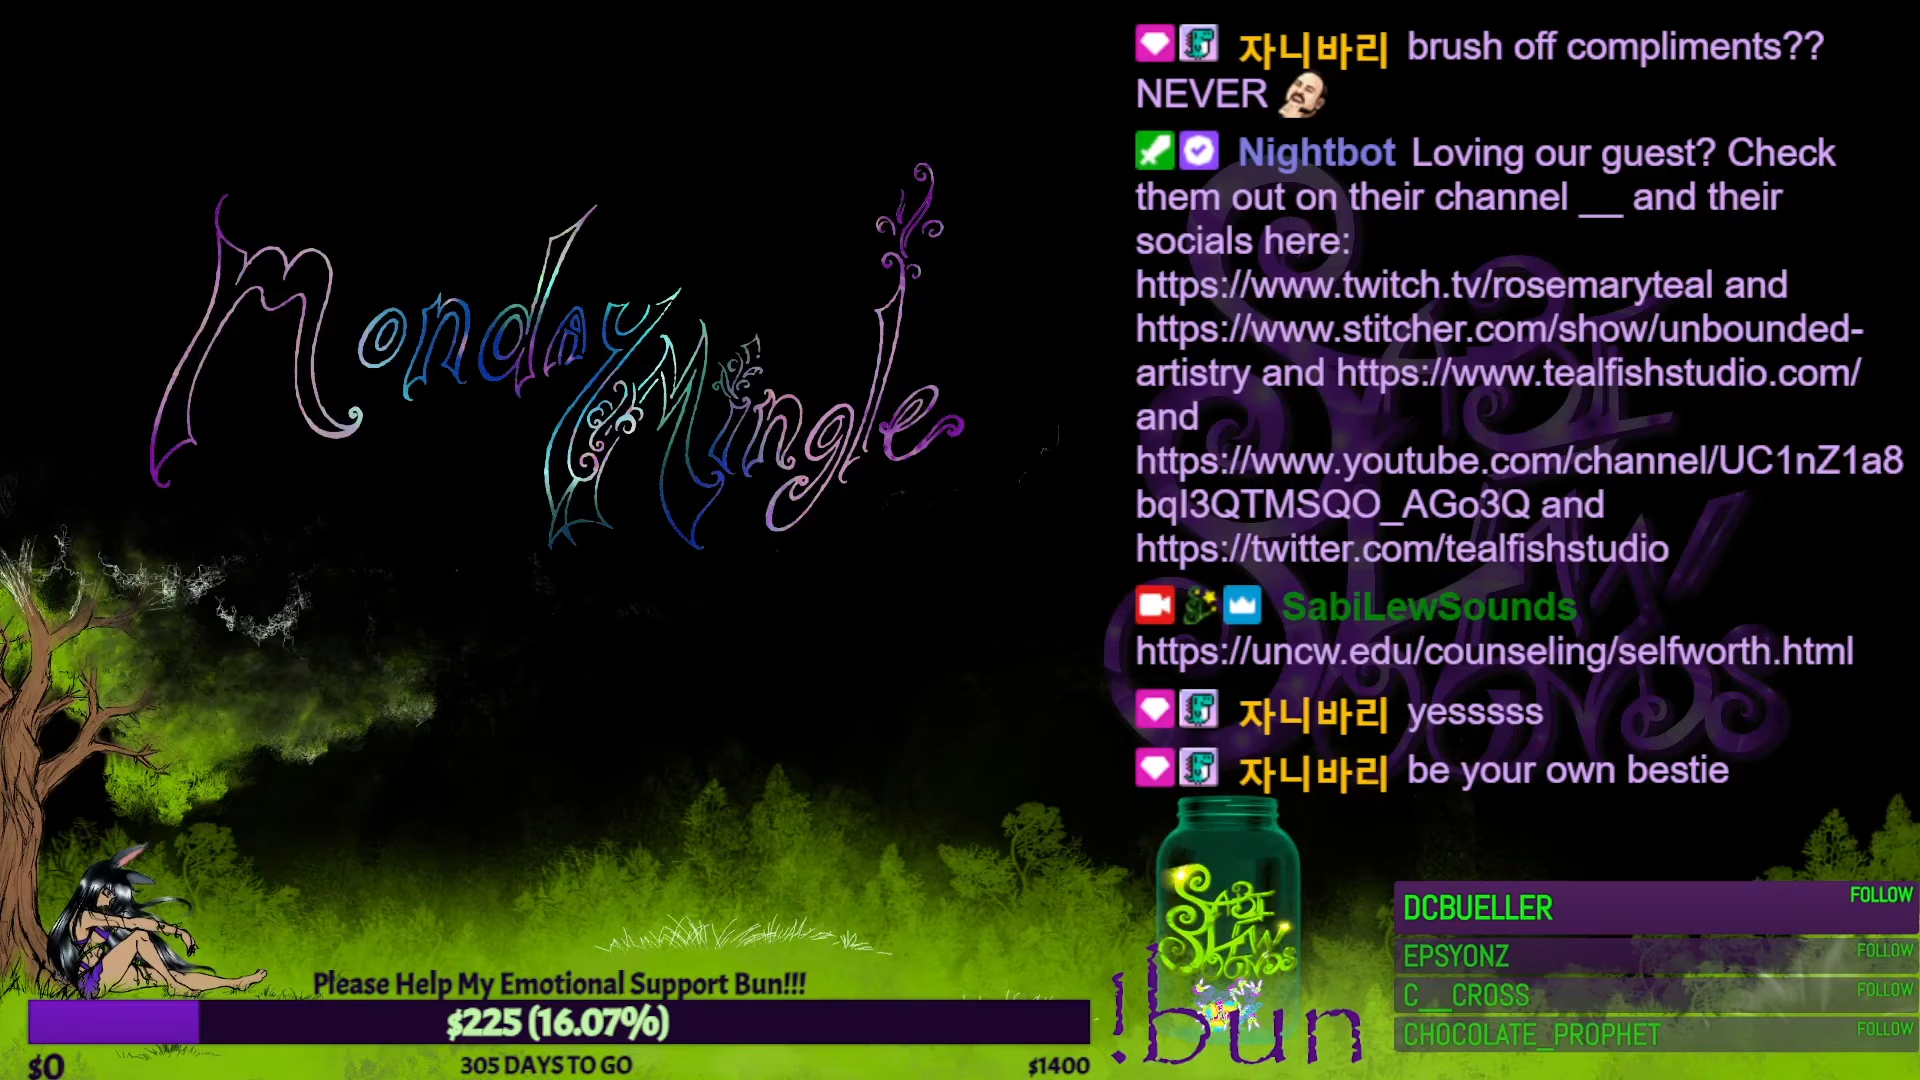 Monday
Mingle
자니바리 brush off compliments??
NEVER
Nightbot Loving our guest? Check
them out on their channel __ and their
socials here:
https://www.twitch.tv/rosemaryteal and
https://www.stitcher.com/show/unbounded-
artistry and https://www.tealfishstudio.com/
and
https://www.youtube.com/channel/UC1nZ1a8
bqI3QTMSQO_AGo3Q and
https://twitter.com/tealfishstudio
SabiLewSounds
https://uncw.edu/counseling/selfworth.html
자니바리 yesssss
자니바리 be your own bestie
SABI
LEW
SOUNDS
!bun
DCBUELLER FOLLOW
EPSYONZ FOLLOW
C__CROSS FOLLOW
CHOCOLATE_PROPHET FOLLOW
Please Help My Emotional Support Bun!!!
$225 (16.07%)
$0 305 DAYS TO GO $1400